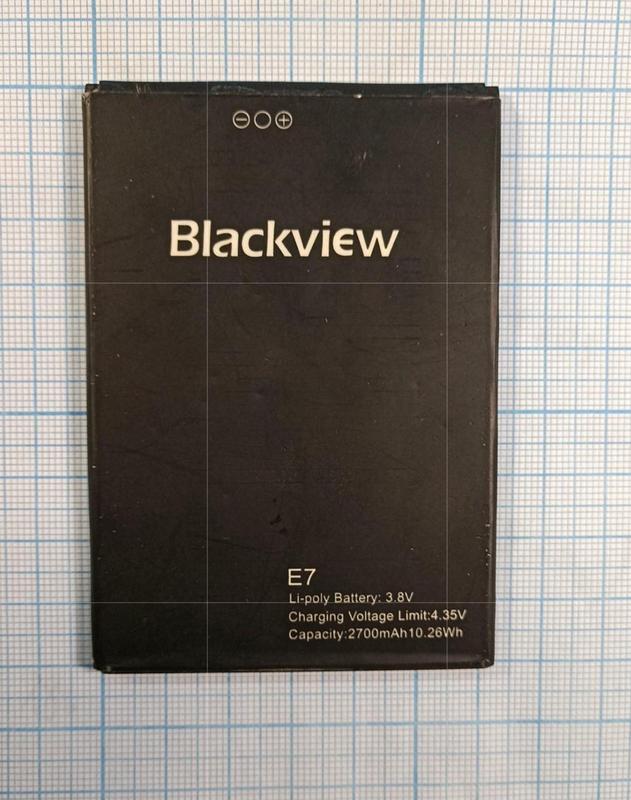 ⊖○⊕
Blackview
E7
Li-poly Battery: 3.8V
Charging Voltage Limit:4.35V
Capacity:2700mAh10.26Wh